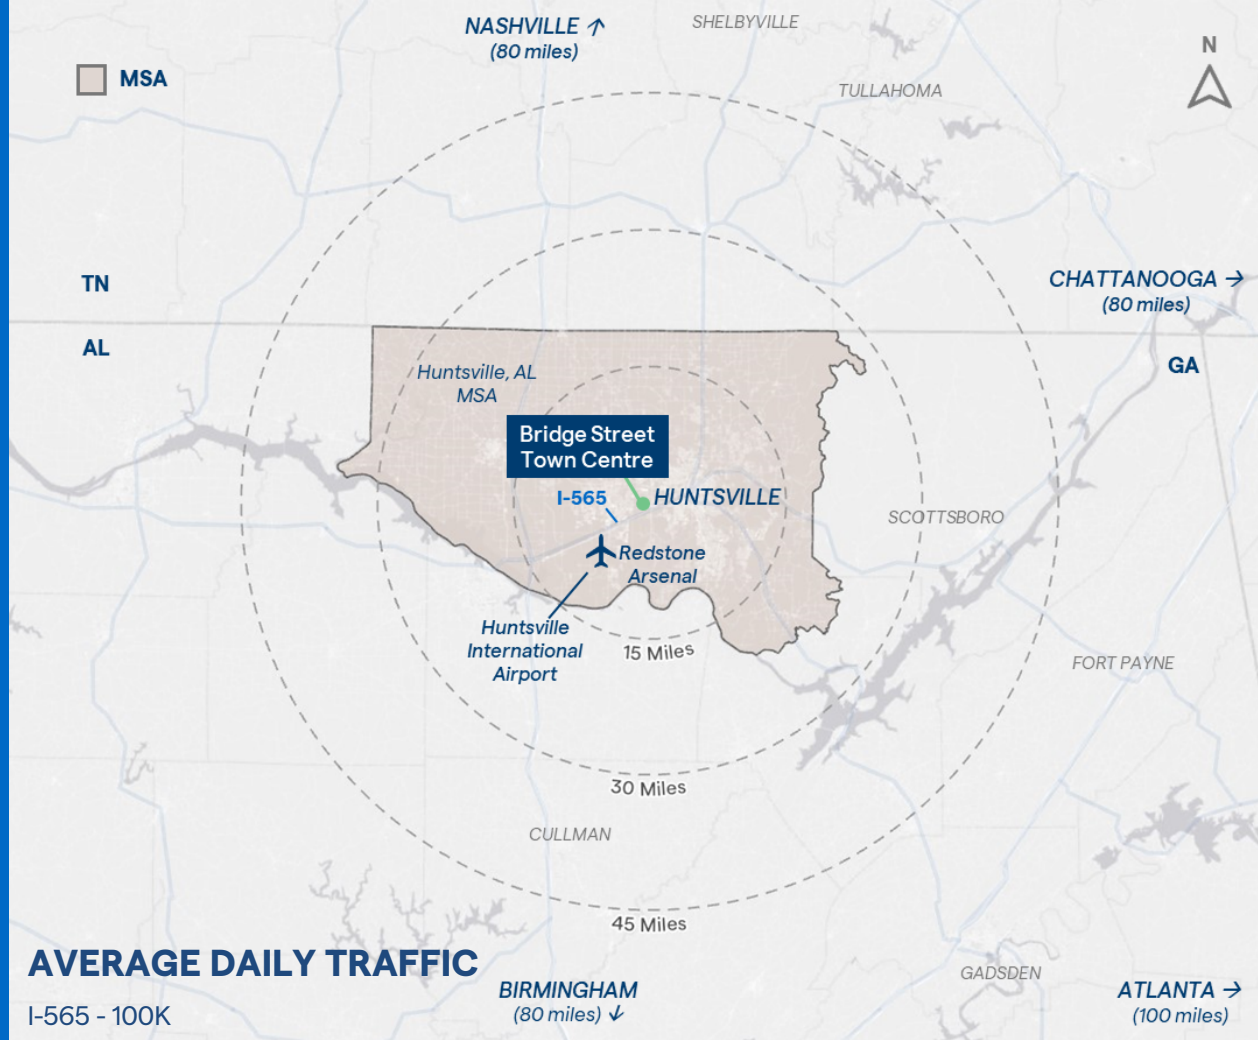 NASHVILLE ↑
(80 miles)
SHELBYVILLE
N
MSA
TULLAHOMA
TN
CHATTANOOGA →
(80 miles)
AL
GA
Huntsville, AL
MSA
Bridge Street
Town Centre
I-565
HUNTSVILLE
SCOTTSBORO
Redstone
Arsenal
Huntsville
International
Airport
15 Miles
FORT PAYNE
30 Miles
CULLMAN
45 Miles
AVERAGE DAILY TRAFFIC
I-565 - 100K
BIRMINGHAM
(80 miles) ↓
GADSDEN
ATLANTA →
(100 miles)